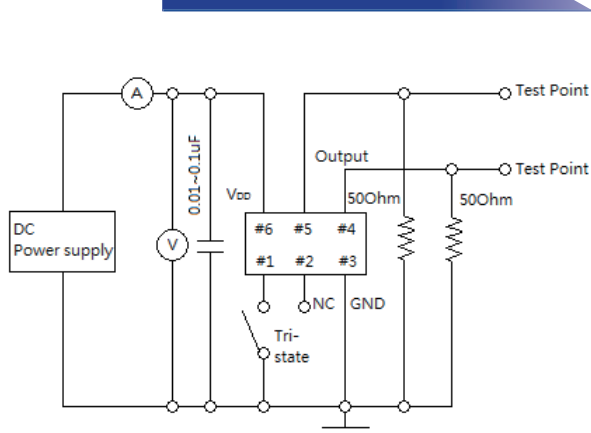 A
Test Point
0.01~0.1uF
Output
Test Point
VDD
50Ohm
50Ohm
DC
Power supply
V
#6 #5 #4
#1 #2 #3
NC GND
Tri-
state